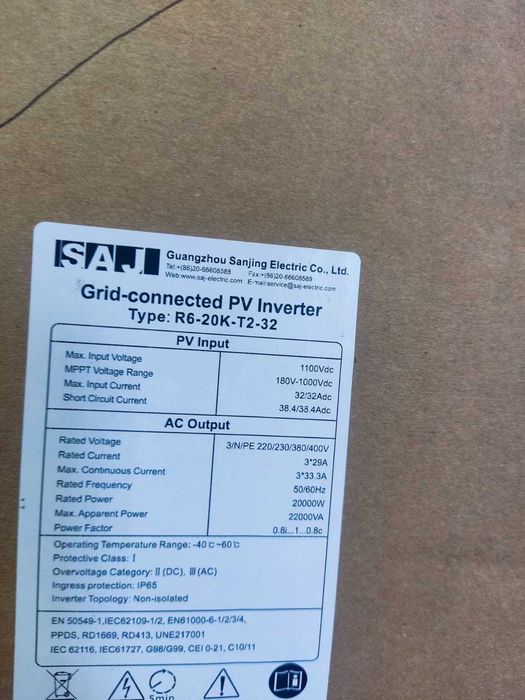 SAJ
Guangzhou Sanjing Electric Co., Ltd.
Tel:+(86)20-66608588 Fax:+(86)20-66608589
Web:www.saj-electric.com E-mail:service@saj-electric.com
Grid-connected PV Inverter
Type: R6-20K-T2-32
PV Input
Max. Input Voltage 1100Vdc
MPPT Voltage Range 180V-1000Vdc
Max. Input Current 32/32Adc
Short Circuit Current 38.4/38.4Adc
AC Output
Rated Voltage 3/N/PE 220/230/380/400V
Rated Current 3*29A
Max. Continuous Current 3*33.3A
Rated Frequency 50/60Hz
Rated Power 20000W
Max. Apparent Power 22000VA
Power Factor 0.8i...1...0.8c
Operating Temperature Range: -40℃~60℃
Protective Class: Ⅰ
Overvoltage Category: Ⅱ (DC), Ⅲ (AC)
Ingress protection: IP65
Inverter Topology: Non-isolated
EN 50549-1,IEC62109-1/2, EN61000-6-1/2/3/4,
PPDS, RD1669, RD413, UNE217001
IEC 62116, IEC61727, G98/G99, CEI 0-21, C10/11
5min